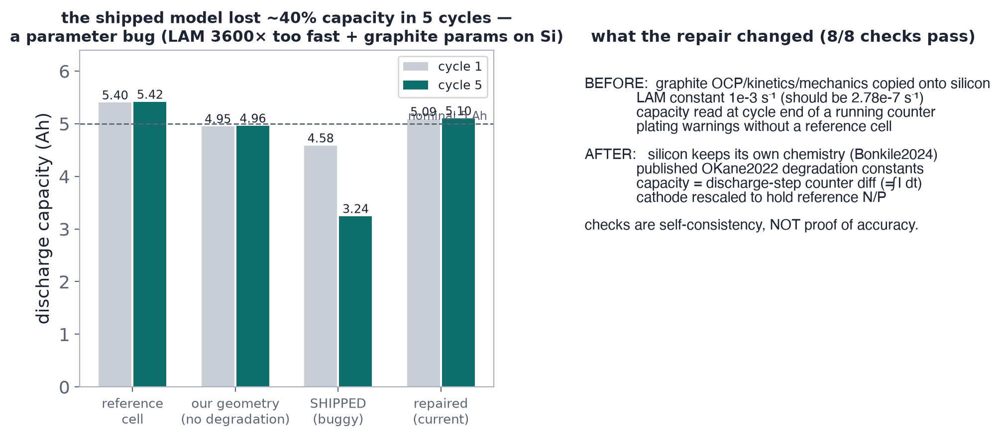 the shipped model lost ~40% capacity in 5 cycles —
a parameter bug (LAM 3600× too fast + graphite params on Si)
discharge capacity (Ah)
6
5
4
3
2
1
0
cycle 1
cycle 5
5.40 5.42
4.95 4.96
4.58
3.24
5.09 5.10
nominal 5 Ah
reference
cell
our geometry
(no degradation)
SHIPPED
(buggy)
repaired
(current)
what the repair changed (8/8 checks pass)
BEFORE: graphite OCP/kinetics/mechanics copied onto silicon
LAM constant 1e-3 s⁻¹ (should be 2.78e-7 s⁻¹)
capacity read at cycle end of a running counter
plating warnings without a reference cell
AFTER: silicon keeps its own chemistry (Bonkile2024)
published OKane2022 degradation constants
capacity = discharge-step counter diff (=∫I dt)
cathode rescaled to hold reference N/P
checks are self-consistency, NOT proof of accuracy.